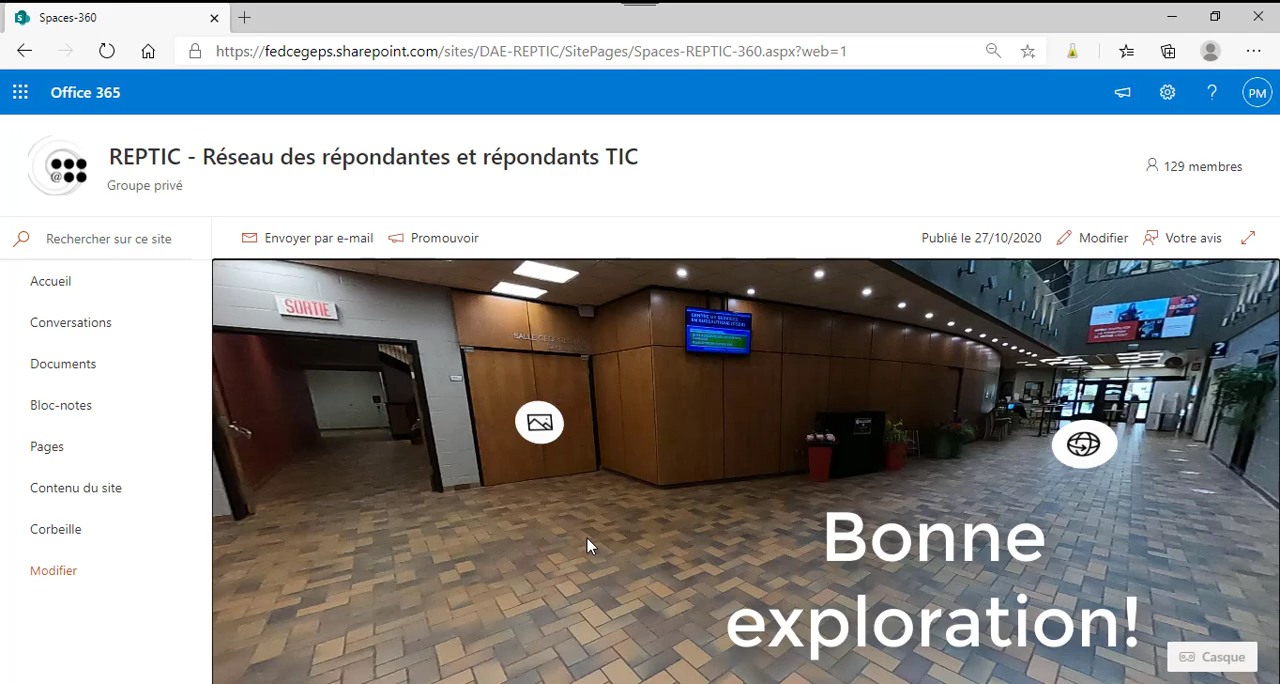 Spaces-360
https://fedcegeps.sharepoint.com/sites/DAE-REPTIC/SitePages/Spaces-REPTIC-360.aspx?web=1
Office 365
?
PM
@
REPTIC - Réseau des répondantes et répondants TIC
Groupe privé
129 membres
Rechercher sur ce site
Envoyer par e-mail
Promouvoir
Publié le 27/10/2020
Modifier
Votre avis
Accueil
Conversations
Documents
Bloc-notes
Pages
Contenu du site
Corbeille
Modifier
SORTIE
?
Bonne
exploration!
Casque